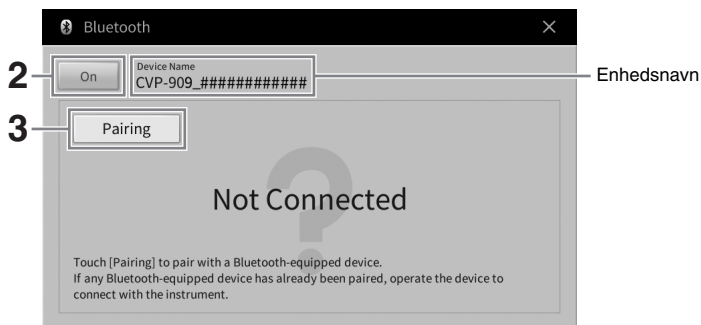 Bluetooth
2
On
Device Name
CVP-909_############
Enhedsnavn
3
Pairing
Not Connected
Touch [Pairing] to pair with a Bluetooth-equipped device.
If any Bluetooth-equipped device has already been paired, operate the device to
connect with the instrument.